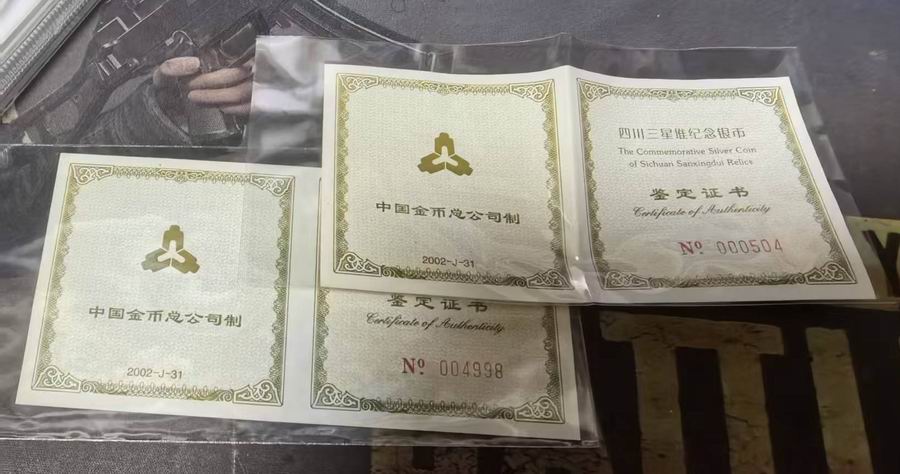 中国金币总公司制
2002-J-31
四川三星堆纪念银币
The Commemorative Silver Coin
of Sichuan Sanxingdui Relics
鉴定证书
Certificate of Authenticity
Nº 000504
中国金币总公司制
2002-J-31
鉴定证书
Certificate of Authenticity
Nº 004998